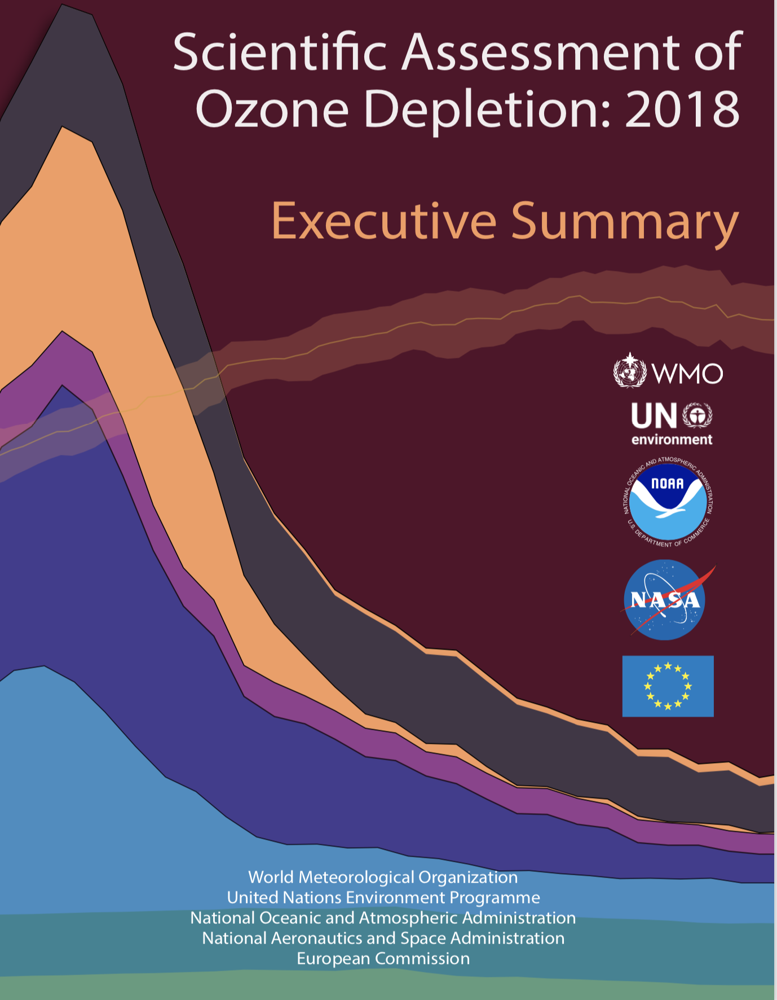 Scientific Assessment of
Ozone Depletion: 2018
Executive Summary
WMO
UN
environment
NATIONAL OCEANIC AND ATMOSPHERIC ADMINISTRATION
NOAA
U.S. DEPARTMENT OF COMMERCE
NASA
World Meteorological Organization
United Nations Environment Programme
National Oceanic and Atmospheric Administration
National Aeronautics and Space Administration
European Commission